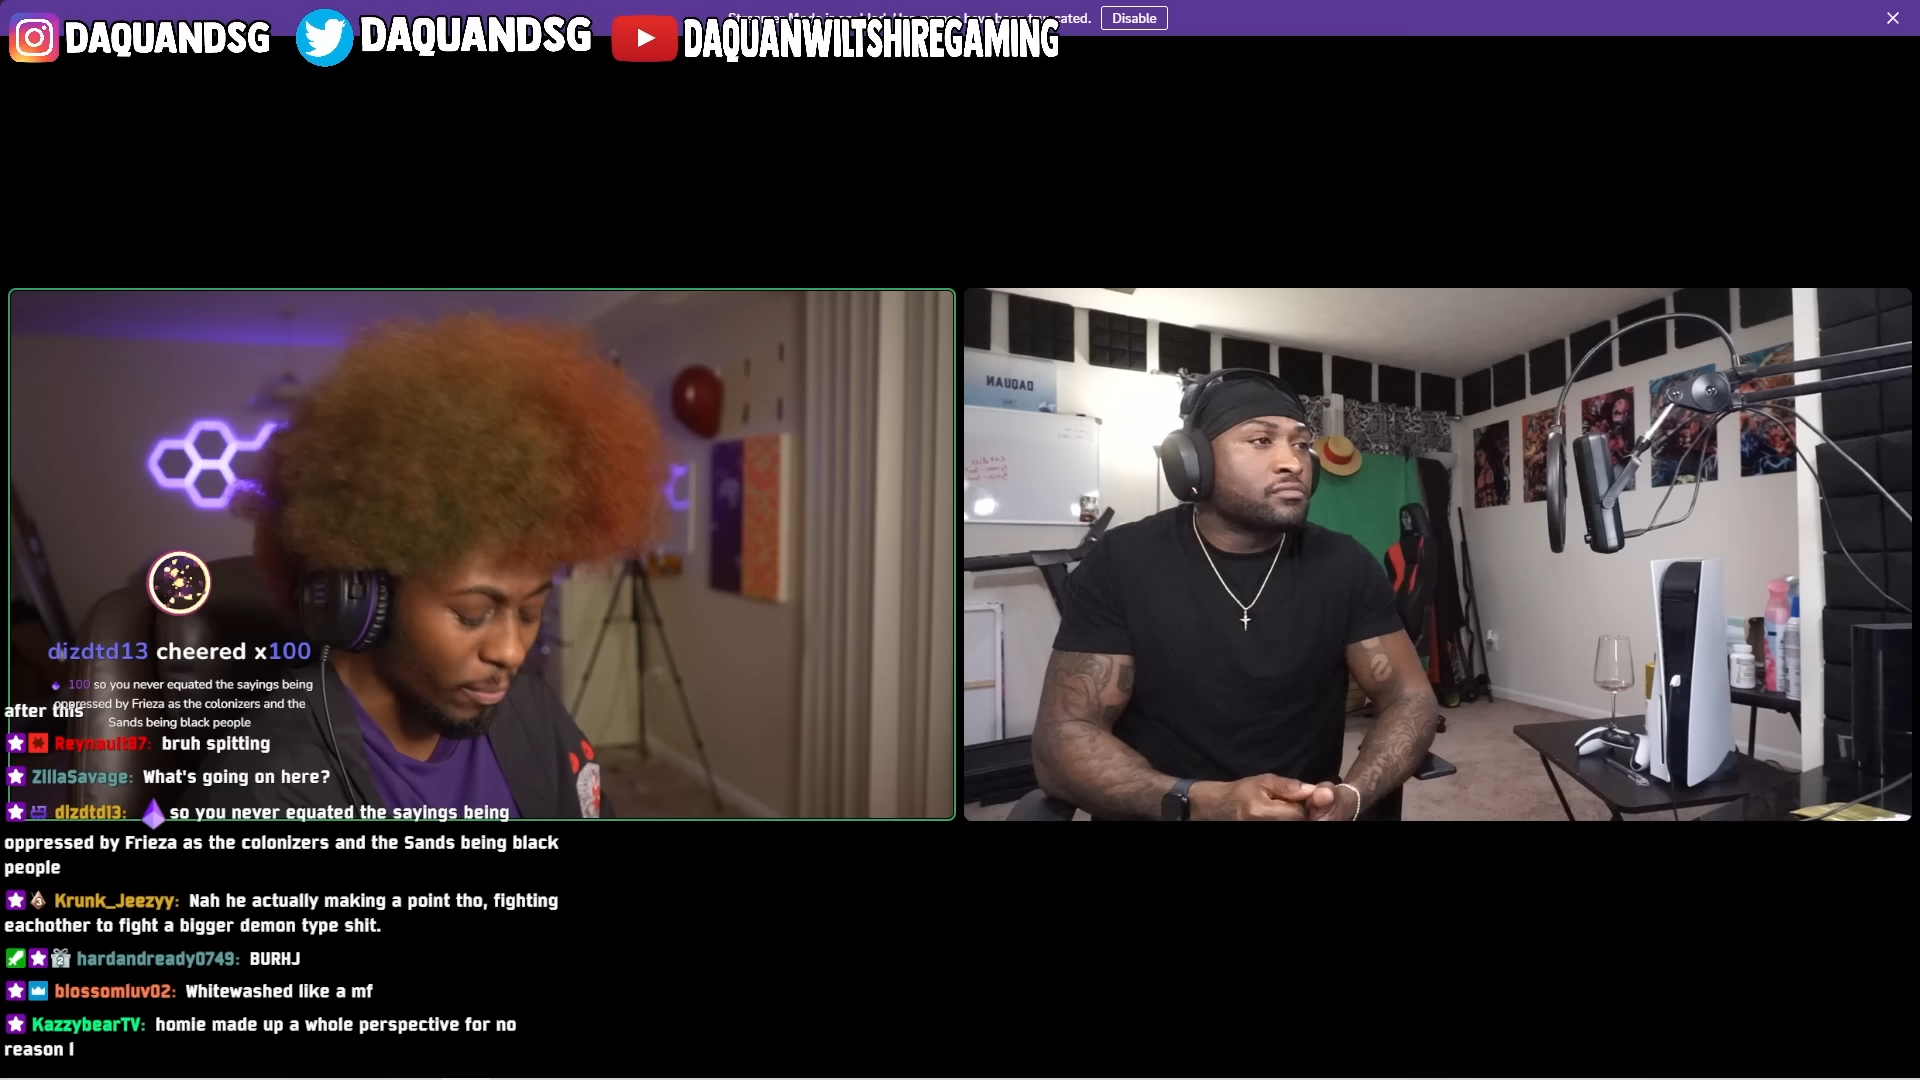 DAQUANDSG
DAQUANDSG
DAQUANWILTSHIREGAMING
Disable
DAQUAN
dizdtd13 cheered x100
100 so you never equated the sayings being
oppressed by Frieza as the colonizers and the
Sands being black people
after this
Reynault87: bruh spitting
ZillaSavage: What's going on here?
dizdtd13: so you never equated the sayings being
oppressed by Frieza as the colonizers and the Sands being black
people
Krunk_Jeezyy: Nah he actually making a point tho, fighting
eachother to fight a bigger demon type shit.
hardandready0749: BURHJ
blossomluv02: Whitewashed like a mf
KazzybearTV: homie made up a whole perspective for no
reason I